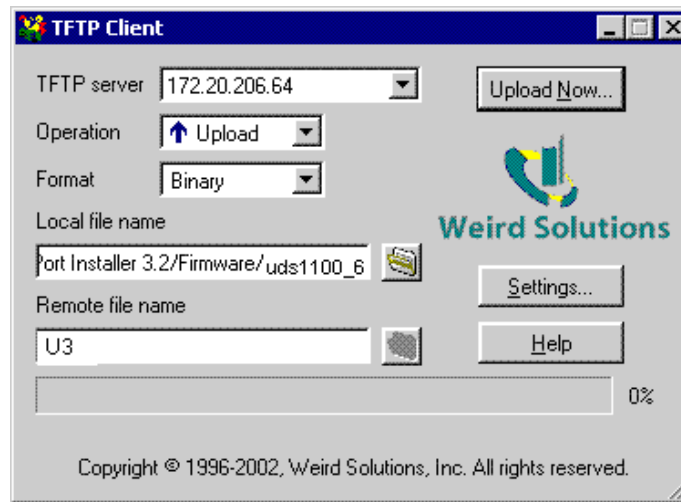 TFTP Client
TFTP server 172.20.206.64 Upload Now...
Operation Upload
Format Binary
Weird Solutions
Local file name
Port Installer 3.2/Firmware/uds1100_6
Settings...
Remote file name
U3 Help
0%
Copyright © 1996-2002, Weird Solutions, Inc. All rights reserved.